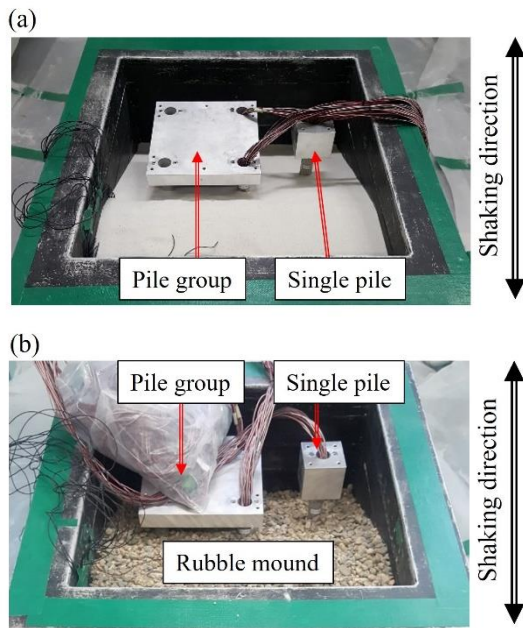 (a)
Shaking direction
Pile group
Single pile
(b)
Pile group
Single pile
Shaking direction
Rubble mound